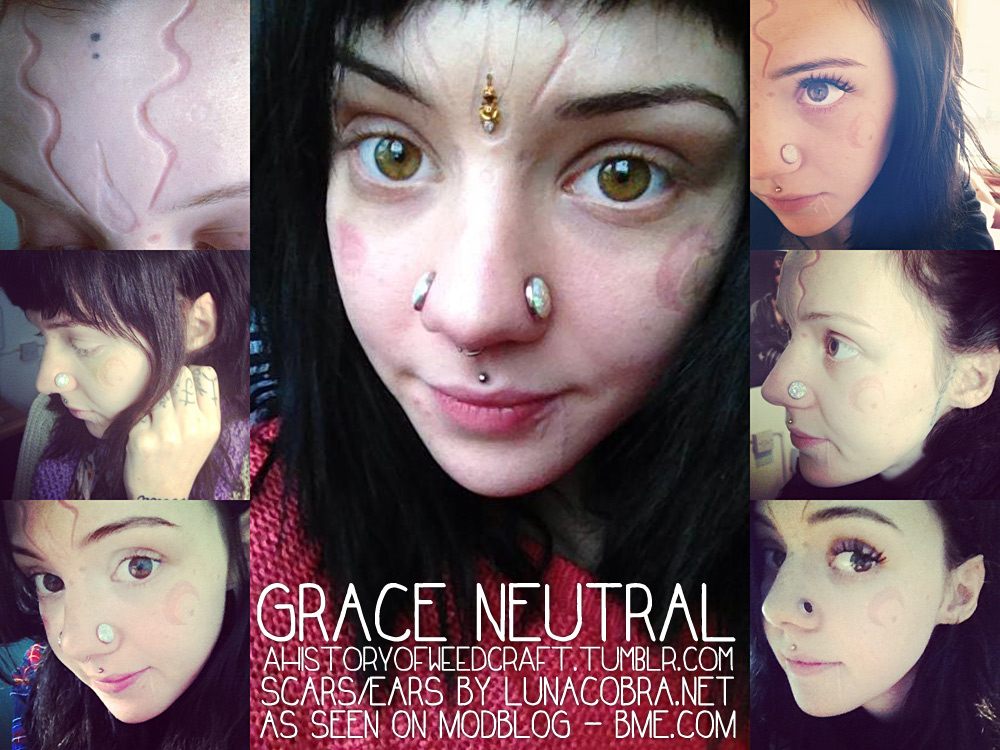 GRACE NEUTRAL
AHISTORYOFWEEDCRAFT.TUMBLR.COM
SCARS/EARS BY LUNACOBRA.NET
AS SEEN ON MODBLOG – BME.COM